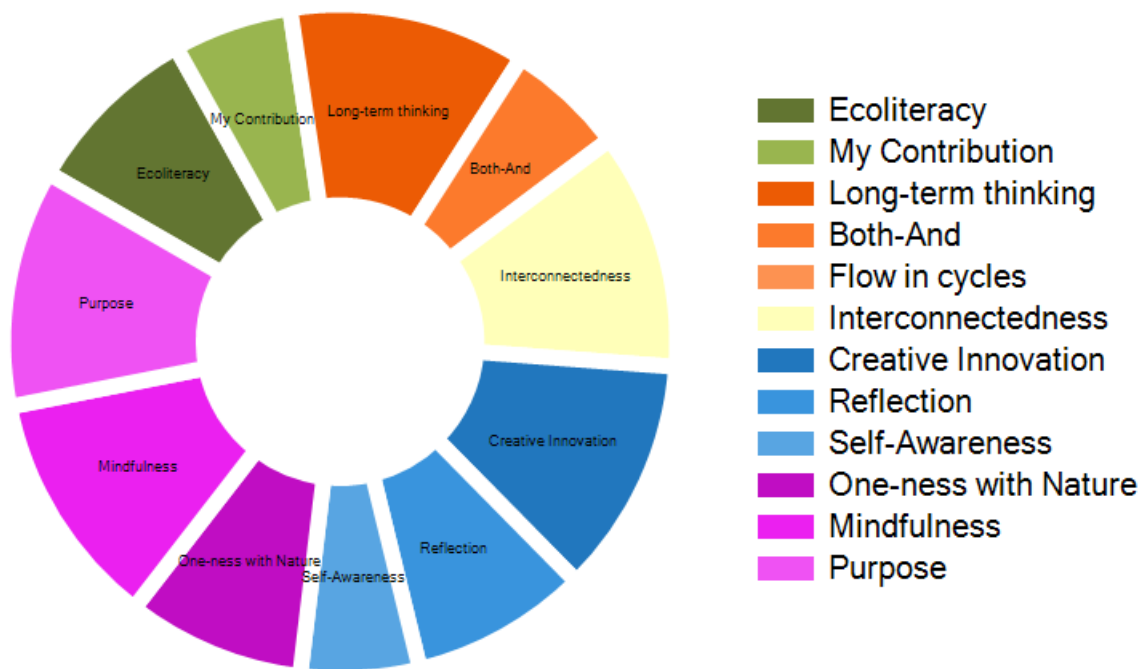 My Contribution
Long-term thinking
Both-And
Ecoliteracy
Interconnectedness
Purpose
Creative Innovation
Mindfulness
Reflection
One-ness with Nature
Self-Awareness
Ecoliteracy
My Contribution
Long-term thinking
Both-And
Flow in cycles
Interconnectedness
Creative Innovation
Reflection
Self-Awareness
One-ness with Nature
Mindfulness
Purpose